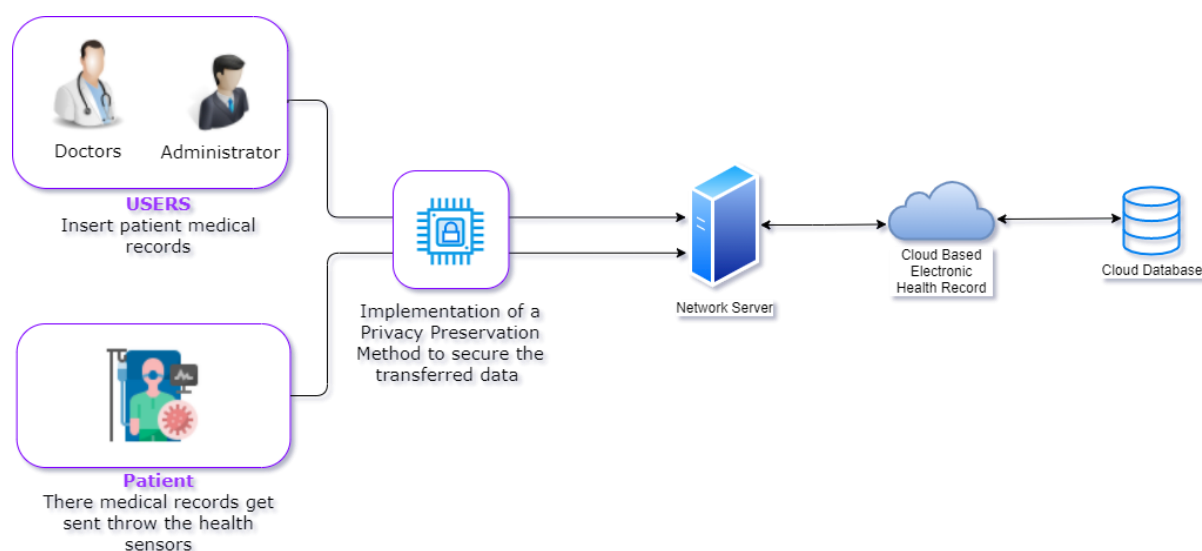 Doctors
Administrator
USERS
Insert patient medical
records
Implementation of a
Privacy Preservation
Method to secure the
transferred data
Network Server
Cloud Based
Electronic
Health Record
Cloud Database
Patient
There medical records get
sent throw the health
sensors